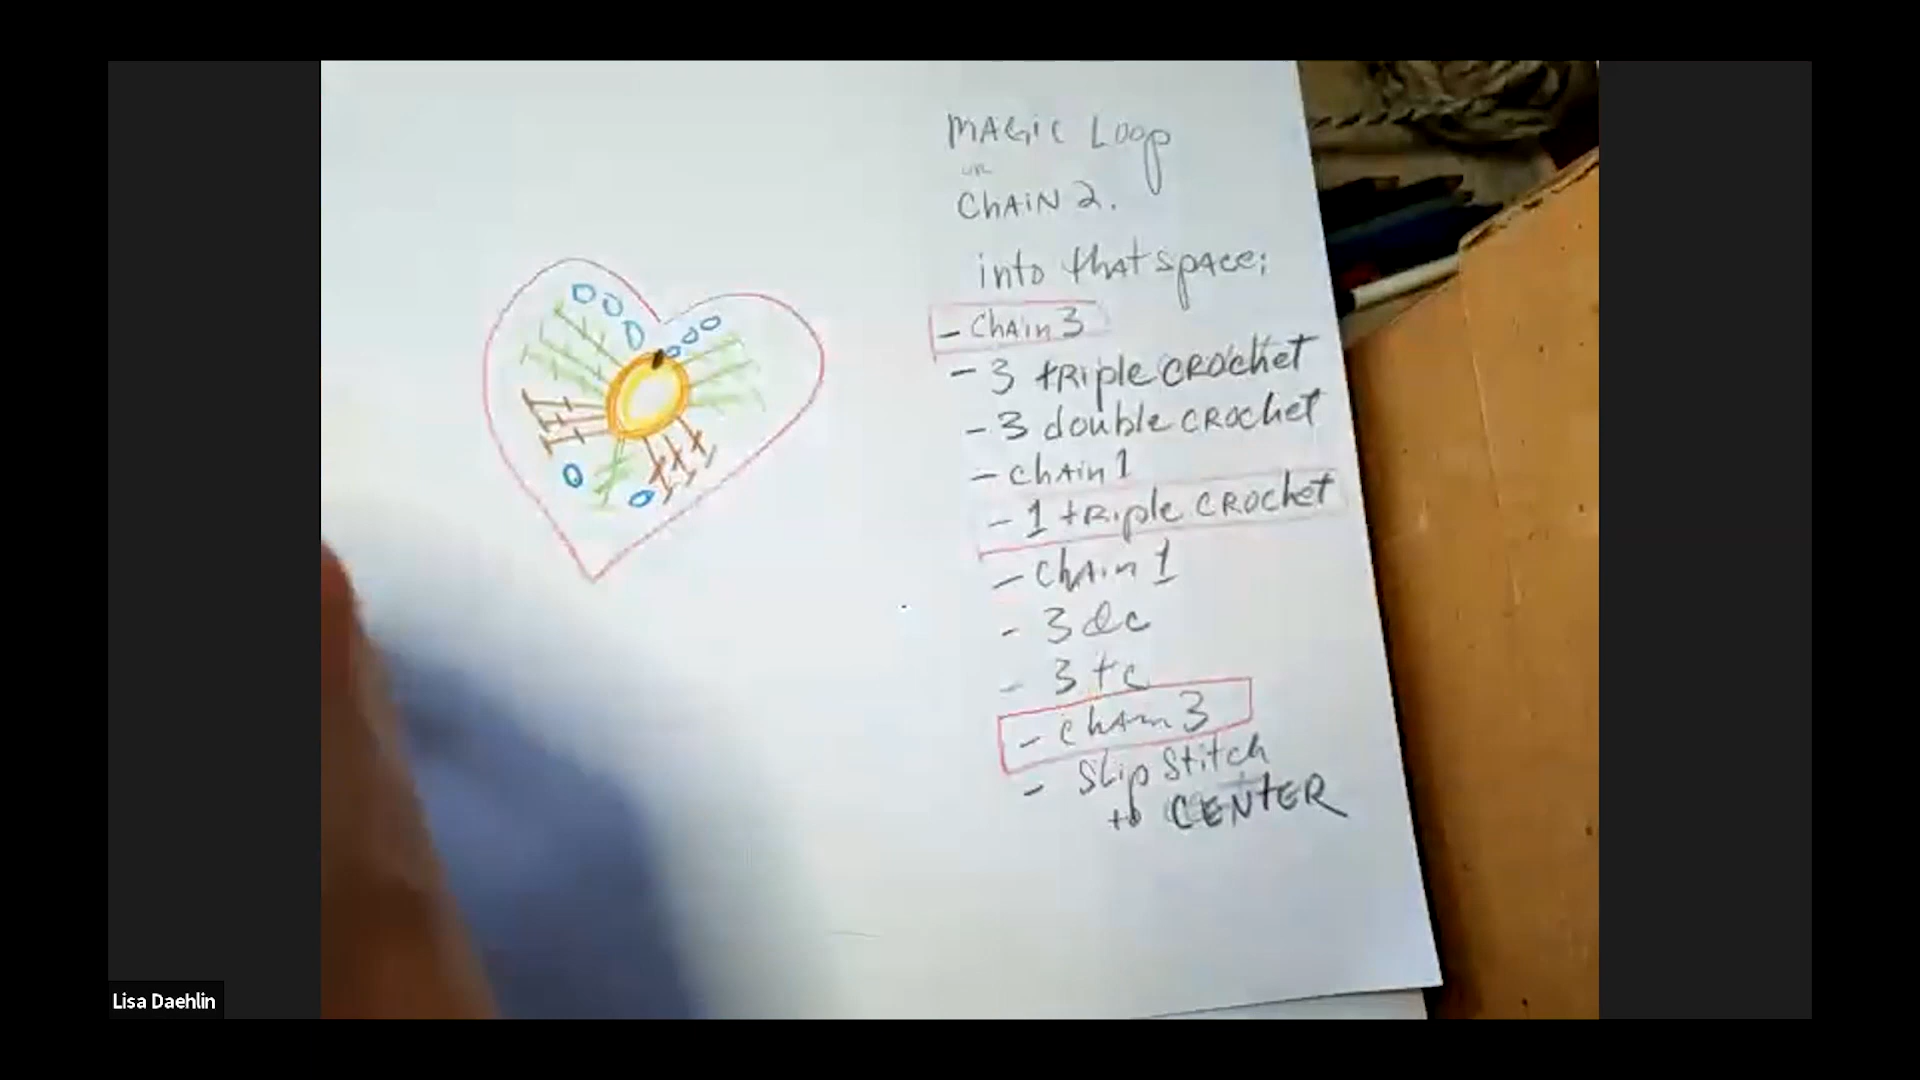 MAGIC LOOP
OR
CHAIN 2.
into that space;
- Chain 3
- 3 tRiple CROchet
- 3 double CROchet
- chAin 1
- 1 tRiple CROchet
- ChAin 1
- 3 dc
- 3 tc
- chAin 3
- Slip Stitch
to CENtER
Lisa Daehlin